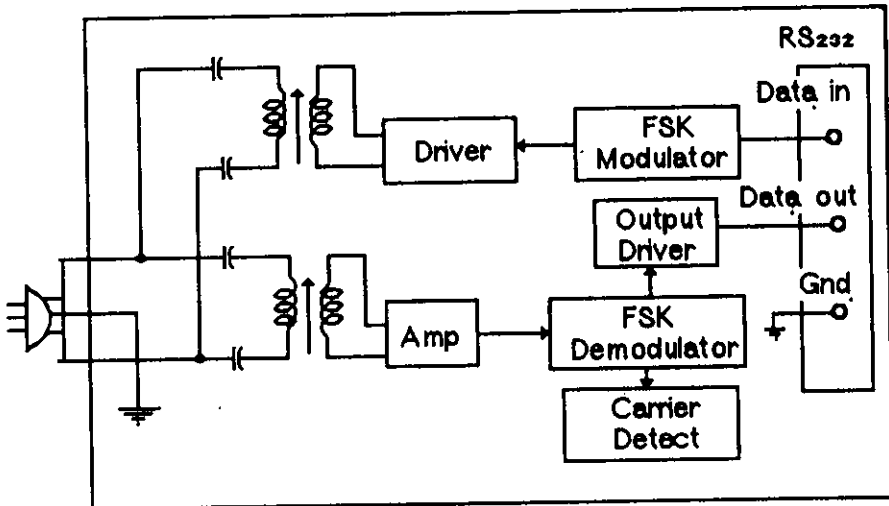 RS232
Data in
FSK
Modulator
Driver
Data out
Output
Driver
Gnd
Amp
FSK
Demodulator
Carrier
Detect